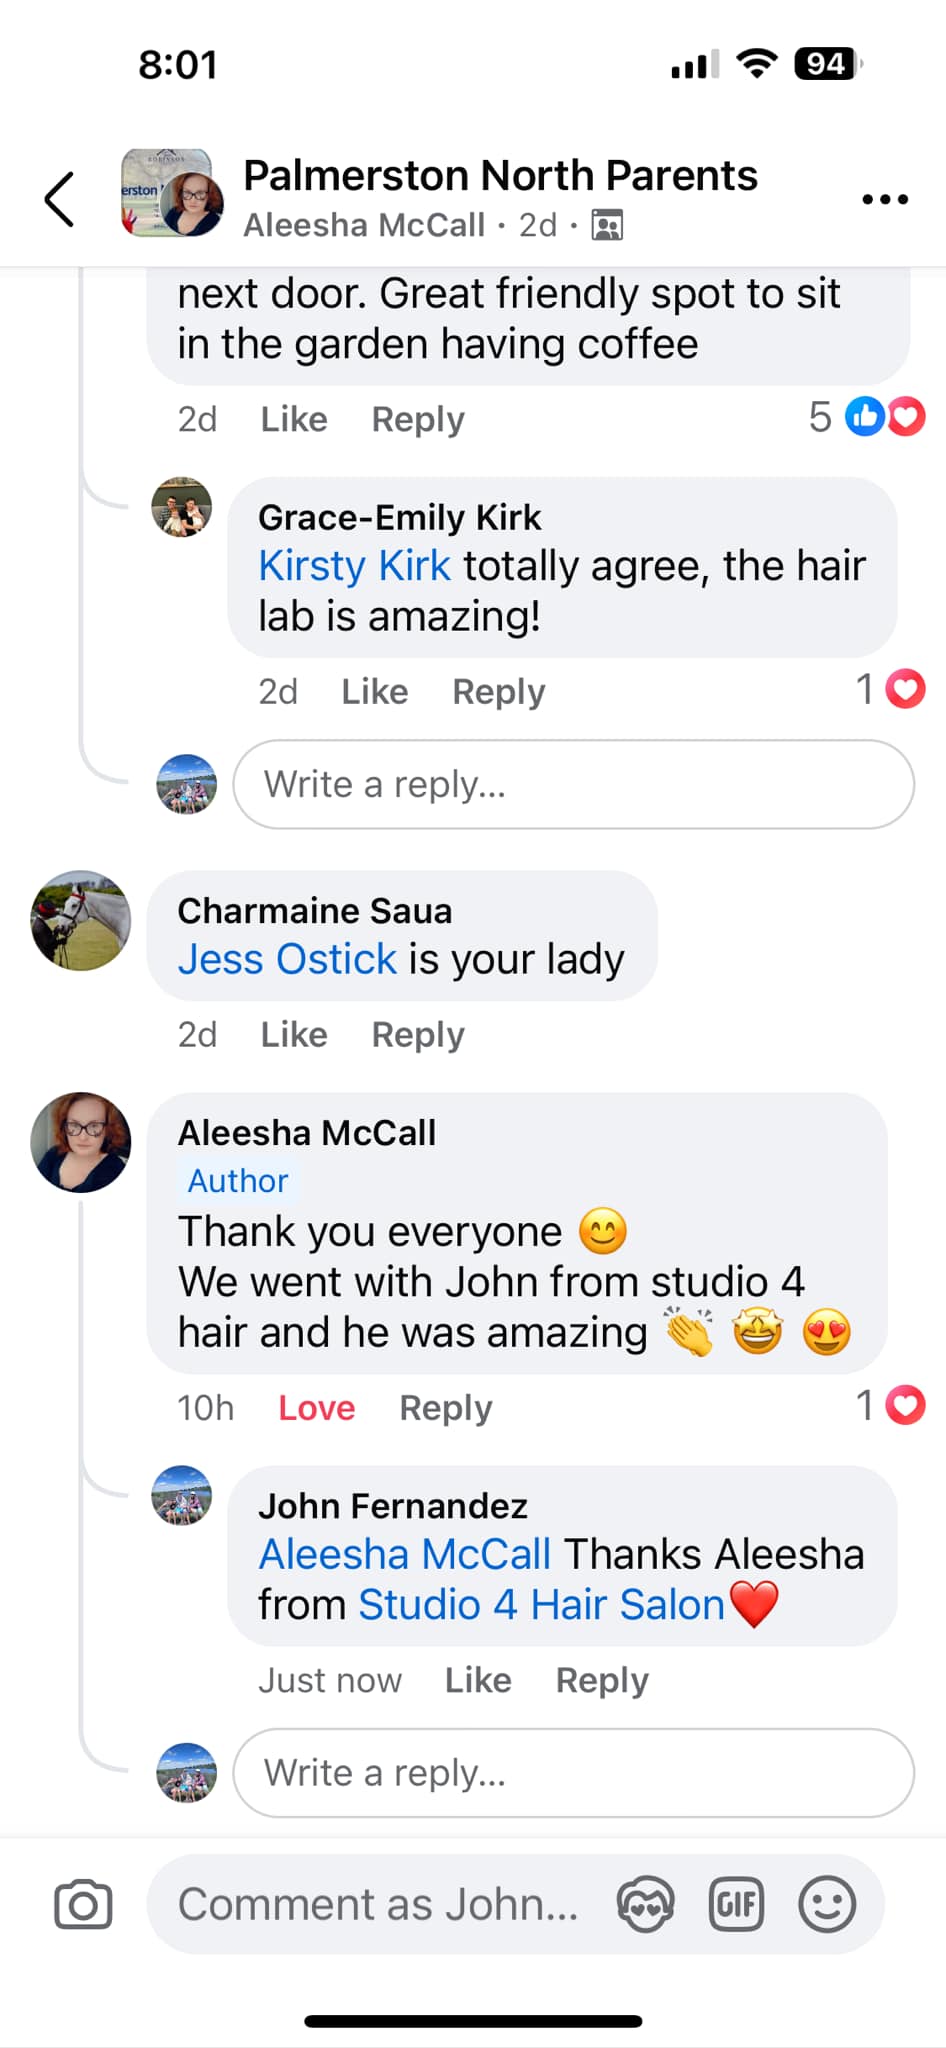 8:01
94
Palmerston North Parents
Aleesha McCall · 2d ·
next door. Great friendly spot to sit
in the garden having coffee
2d Like Reply 5
Grace-Emily Kirk
Kirsty Kirk totally agree, the hair
lab is amazing!
2d Like Reply 1
Write a reply...
Charmaine Saua
Jess Ostick is your lady
2d Like Reply
Aleesha McCall
Author
Thank you everyone 😊
We went with John from studio 4
hair and he was amazing 👏 🤩 😍
10h Love Reply 1
John Fernandez
Aleesha McCall Thanks Aleesha
from Studio 4 Hair Salon❤️
Just now Like Reply
Write a reply...
Comment as John... GIF